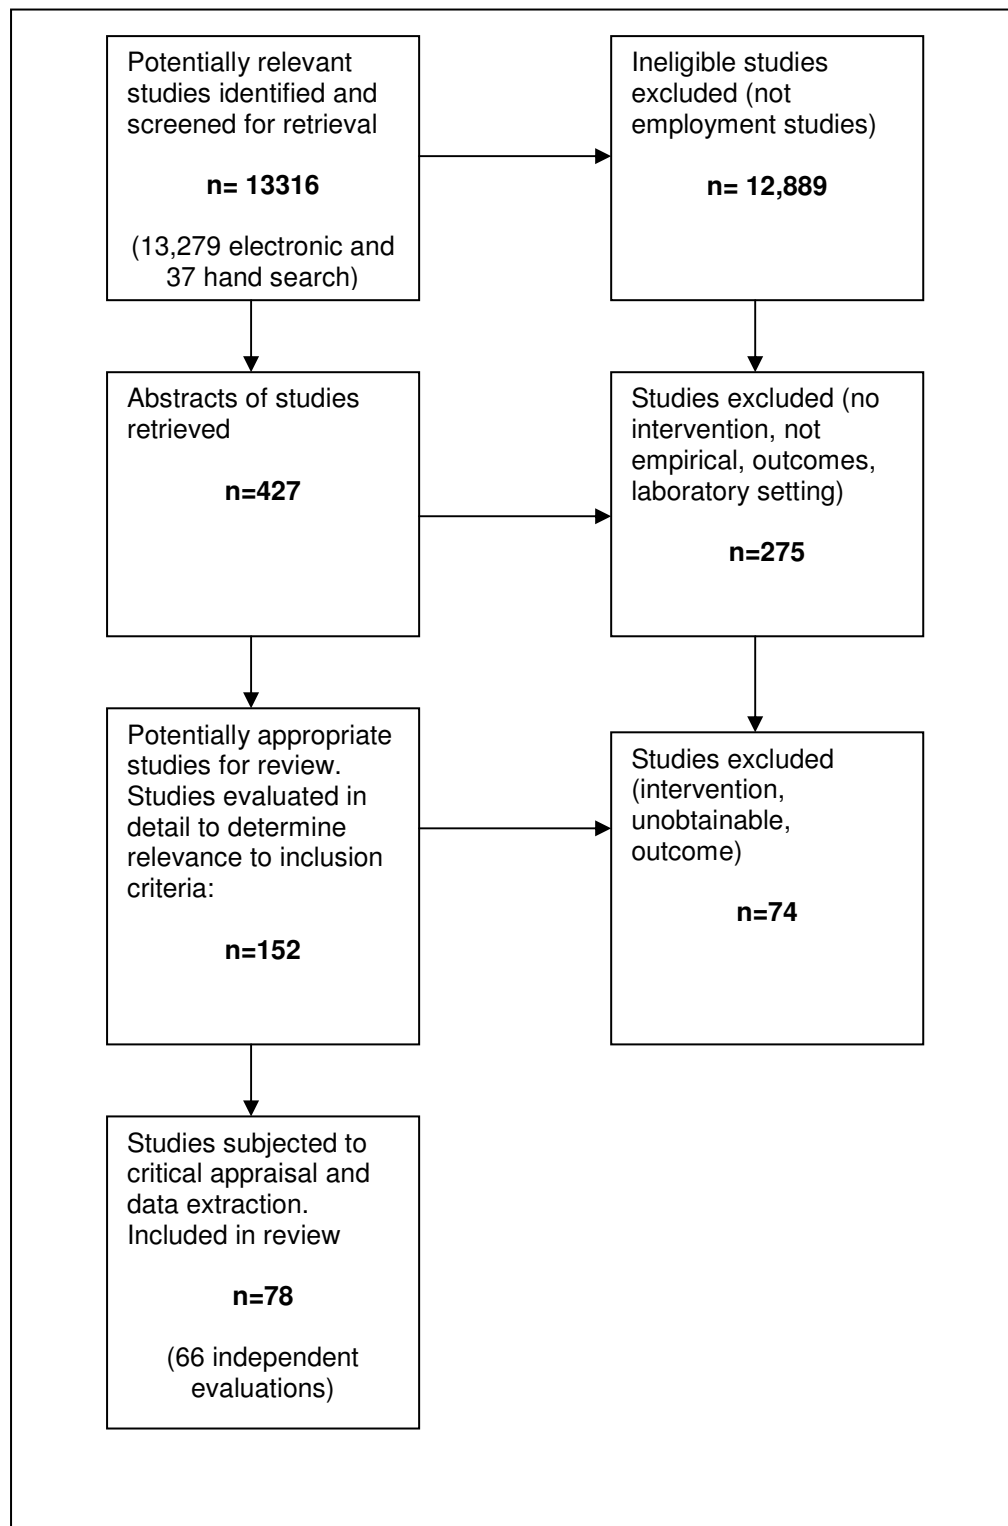 Potentially relevant
studies identified and
screened for retrieval
n= 13316
(13,279 electronic and
37 hand search)
Ineligible studies
excluded (not
employment studies)
n= 12,889
Abstracts of studies
retrieved
n=427
Studies excluded (no
intervention, not
empirical, outcomes,
laboratory setting)
n=275
Potentially appropriate
studies for review.
Studies evaluated in
detail to determine
relevance to inclusion
criteria:
n=152
Studies excluded
(intervention,
unobtainable,
outcome)
n=74
Studies subjected to
critical appraisal and
data extraction.
Included in review
n=78
(66 independent
evaluations)